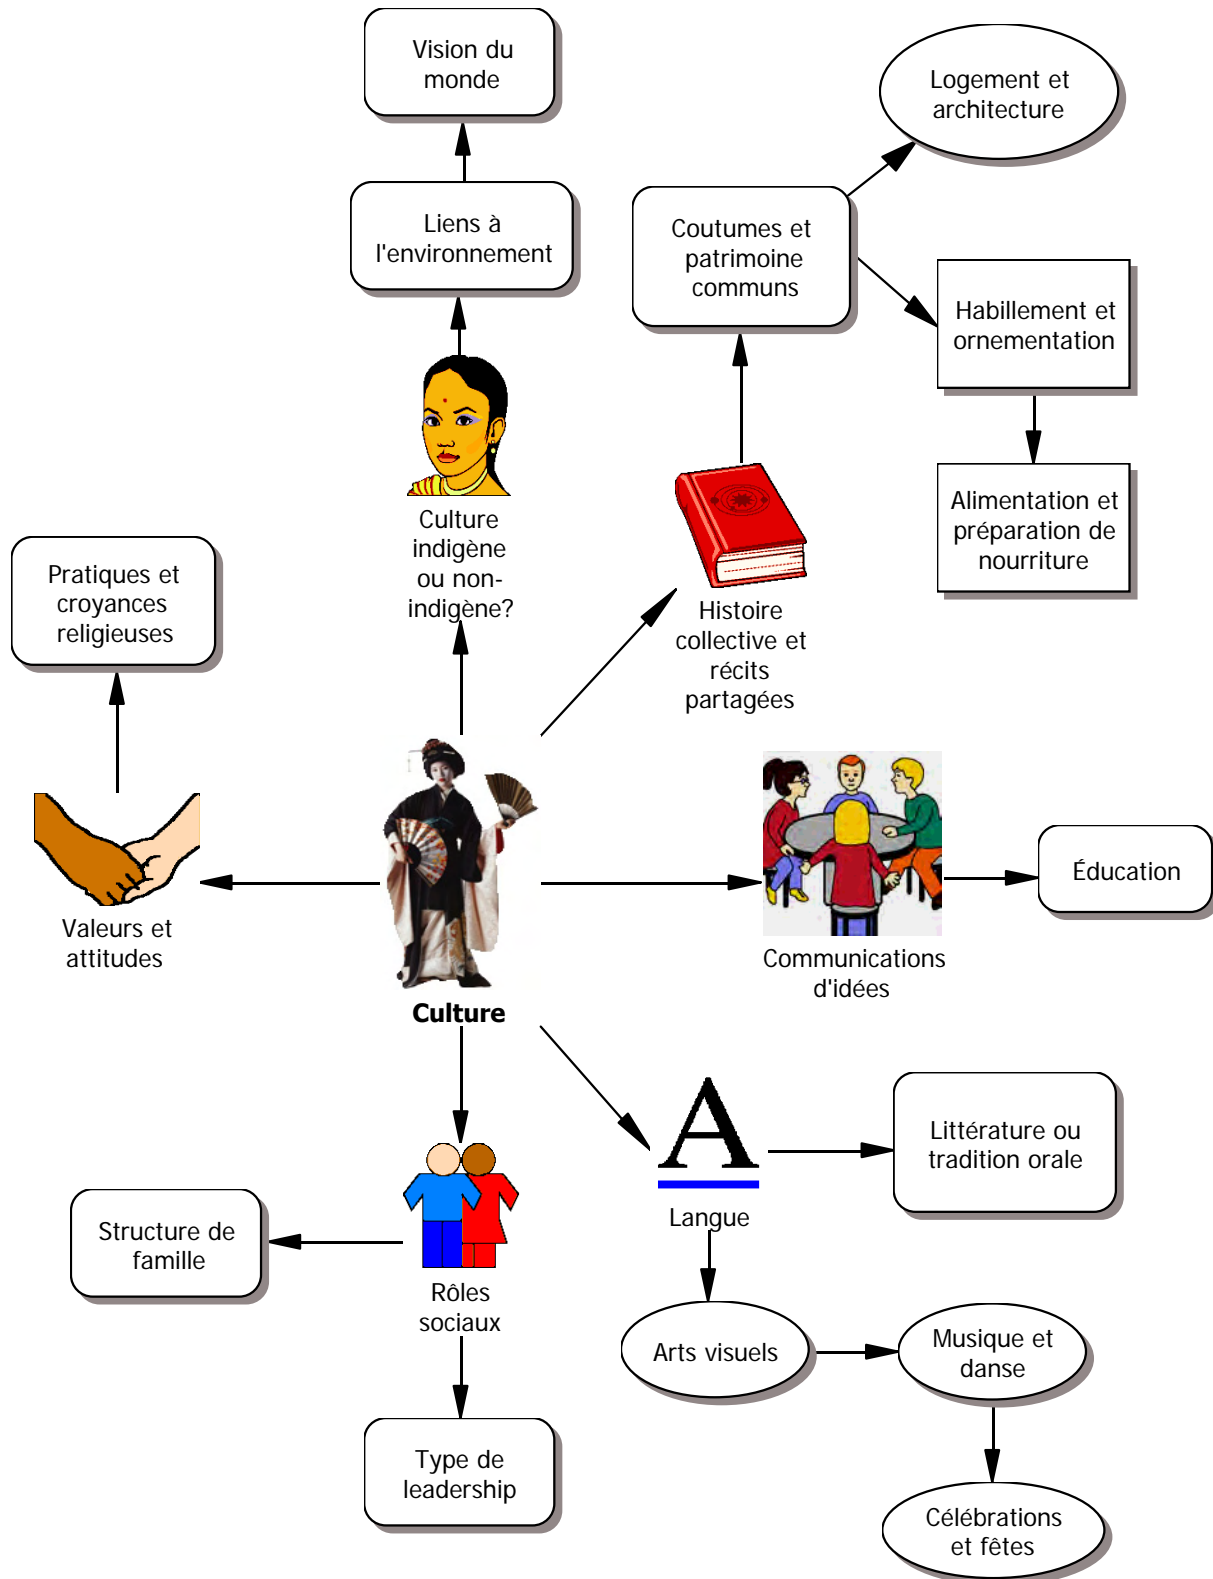 Vision du
monde
Logement et
architecture
Liens à
l'environnement
Coutumes et
patrimoine
communs
Habillement et
ornementation
Alimentation et
préparation de
nourriture
Culture
indigène
ou non-
indigène?
Pratiques et
croyances
religieuses
Histoire
collective et
récits
partagées
Éducation
Valeurs et
attitudes
Communications
d'idées
Culture
Littérature ou
tradition orale
Langue
Structure de
famille
Rôles
sociaux
Arts visuels
Musique et
danse
Type de
leadership
Célébrations
et fêtes